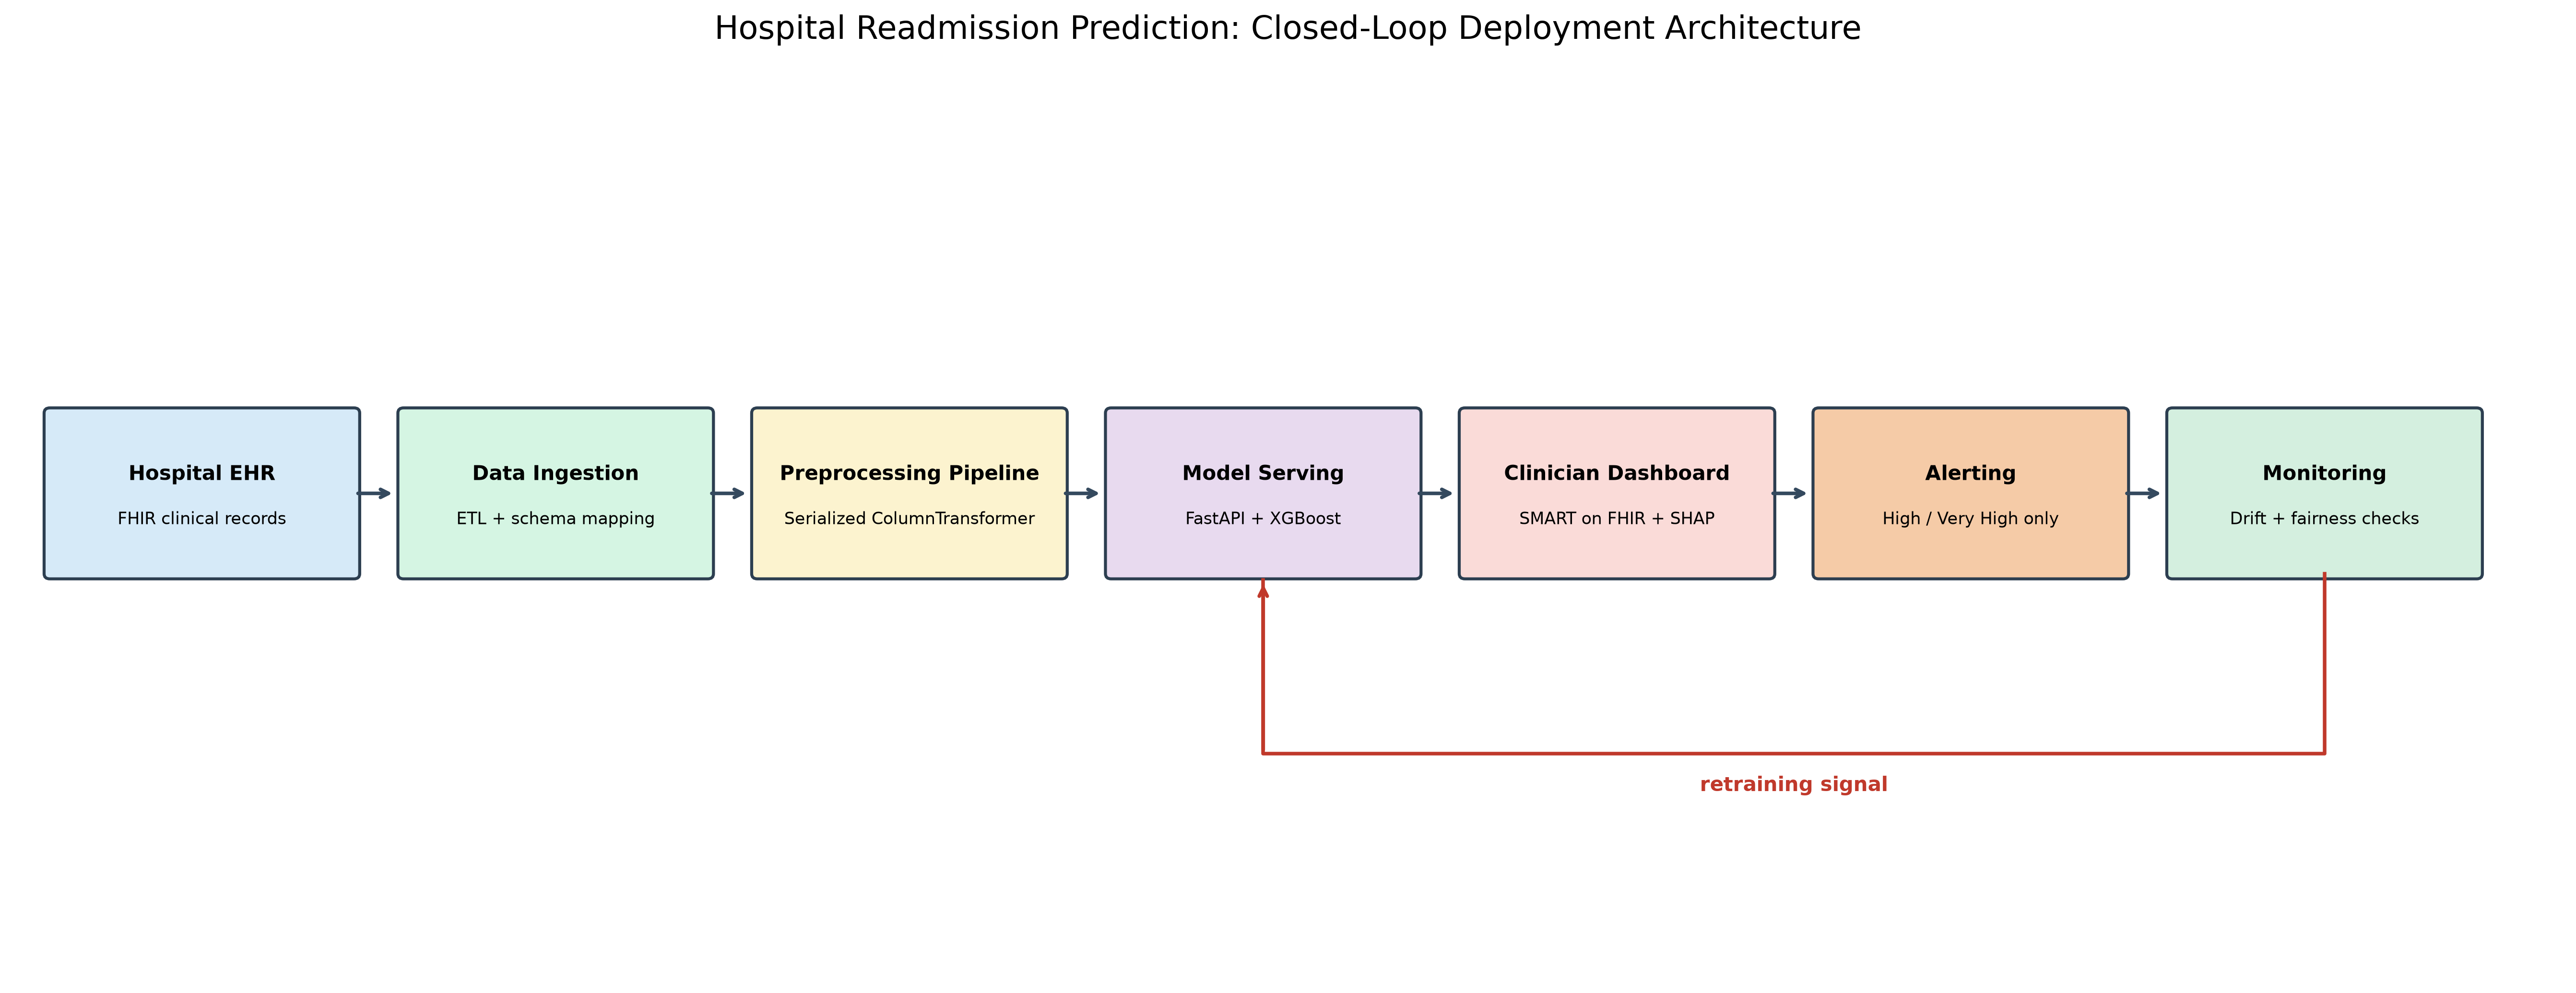 Hospital Readmission Prediction: Closed-Loop Deployment Architecture
Hospital EHR
FHIR clinical records
Data Ingestion
ETL + schema mapping
Preprocessing Pipeline
Serialized ColumnTransformer
Model Serving
FastAPI + XGBoost
Clinician Dashboard
SMART on FHIR + SHAP
Alerting
High / Very High only
Monitoring
Drift + fairness checks
retraining signal